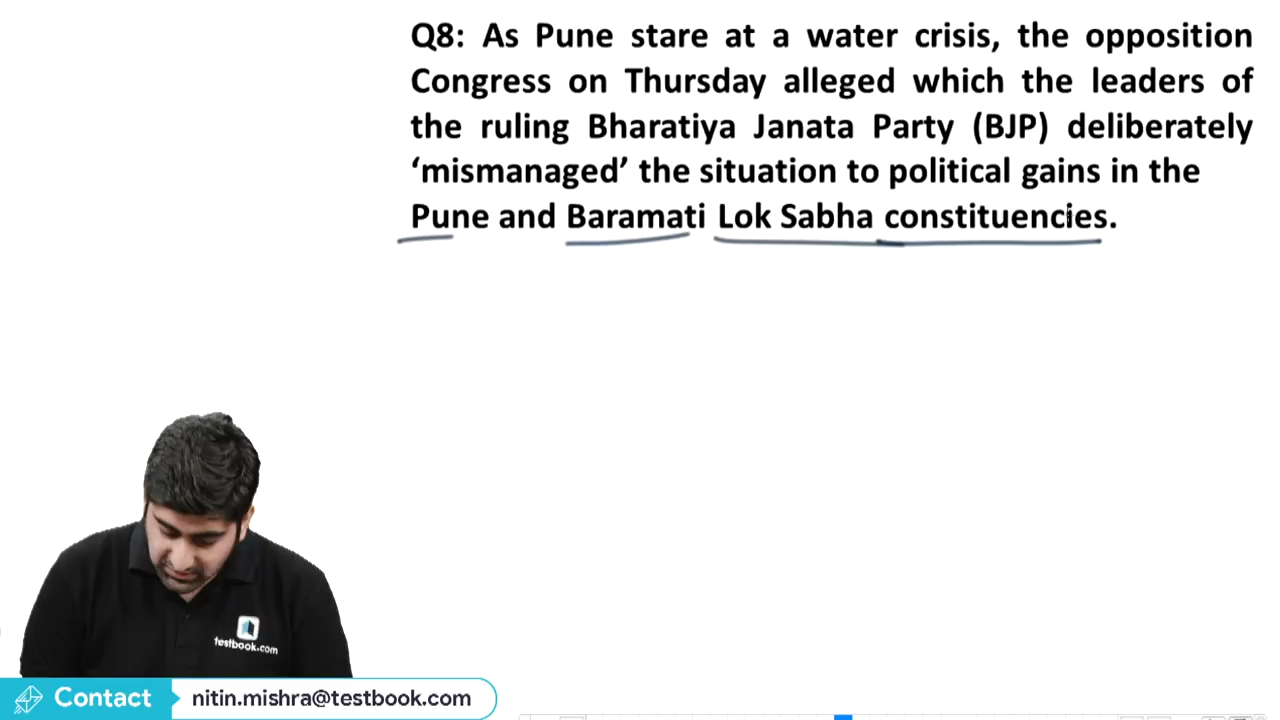 Q8: As Pune stare at a water crisis, the opposition
Congress on Thursday alleged which the leaders of
the ruling Bharatiya Janata Party (BJP) deliberately
‘mismanaged’ the situation to political gains in the
Pune and Baramati Lok Sabha constituencies.
testbook.com
Contact nitin.mishra@testbook.com